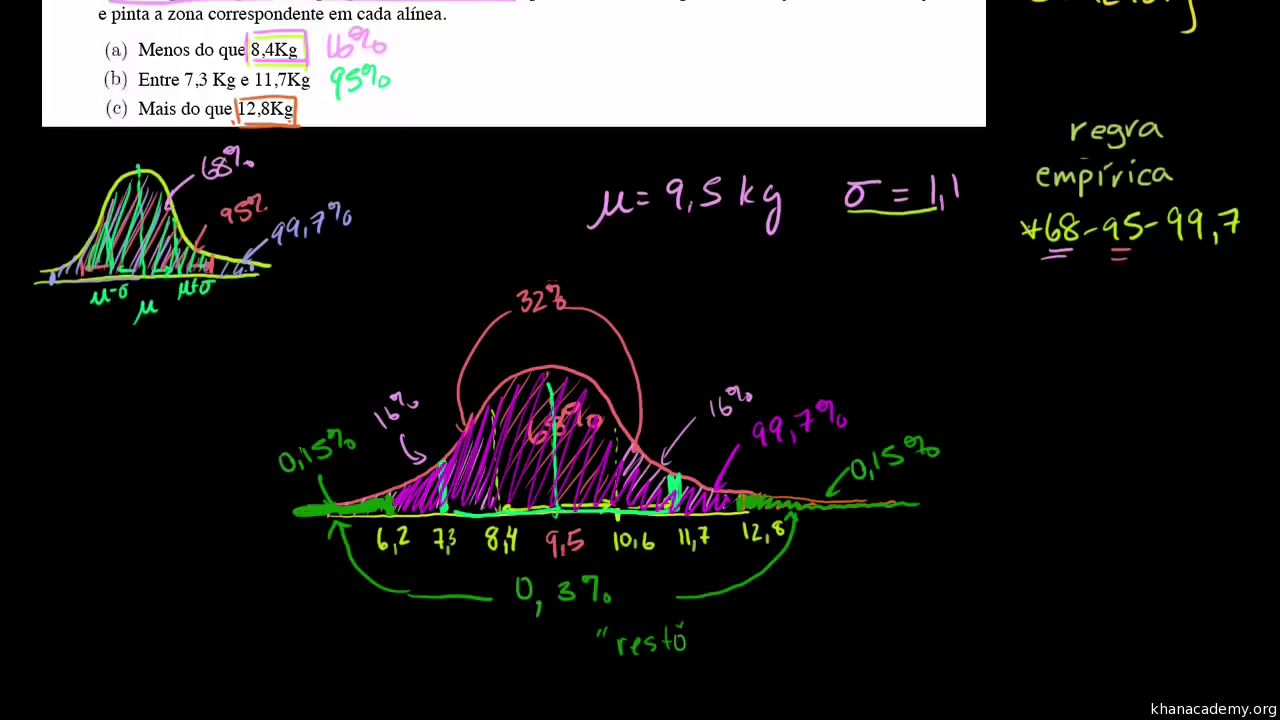 e pinta a zona correspondente em cada alínea.
(a) Menos do que 8,4Kg 16%
(b) Entre 7,3 Kg e 11,7Kg 95%
(c) Mais do que 12,8Kg
regra
empírica
*68-95-99,7
68%
95%
99,7%
μ-σ μ μ+σ
μ= 9,5 kg σ = 1,1
32%
16% 68% 16%
99,7%
0,15% 0,15%
6,2 7,3 8,4 9,5 10,6 11,7 12,8
0,3%
"resto"
khanacademy.org